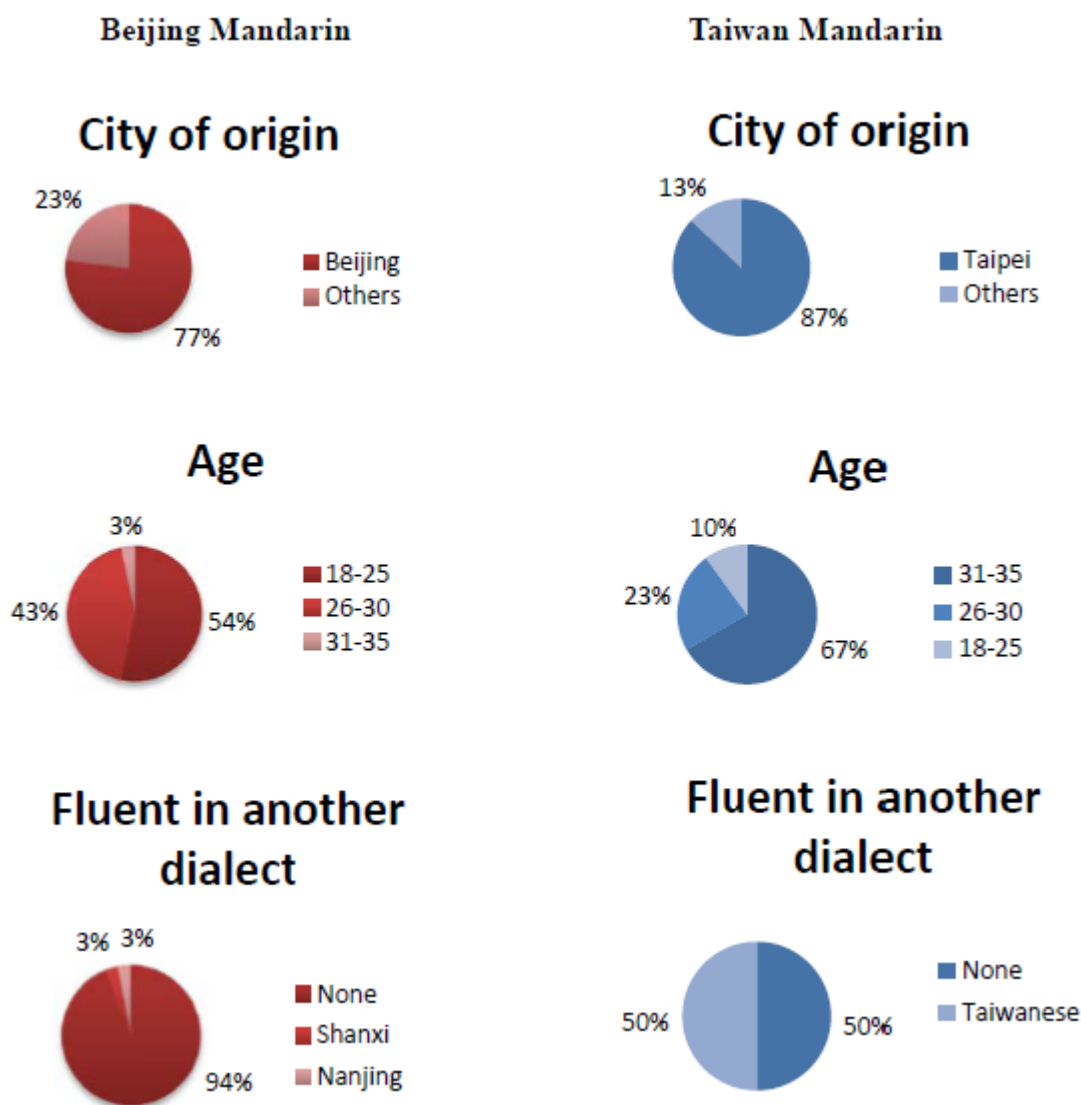 Beijing Mandarin
Taiwan Mandarin
City of origin
23%
77%
Beijing
Others
City of origin
13%
87%
Taipei
Others
Age
3%
43%
54%
18-25
26-30
31-35
Age
10%
23%
67%
31-35
26-30
18-25
Fluent in another
dialect
3%
3%
94%
None
Shanxi
Nanjing
Fluent in another
dialect
50%
50%
None
Taiwanese